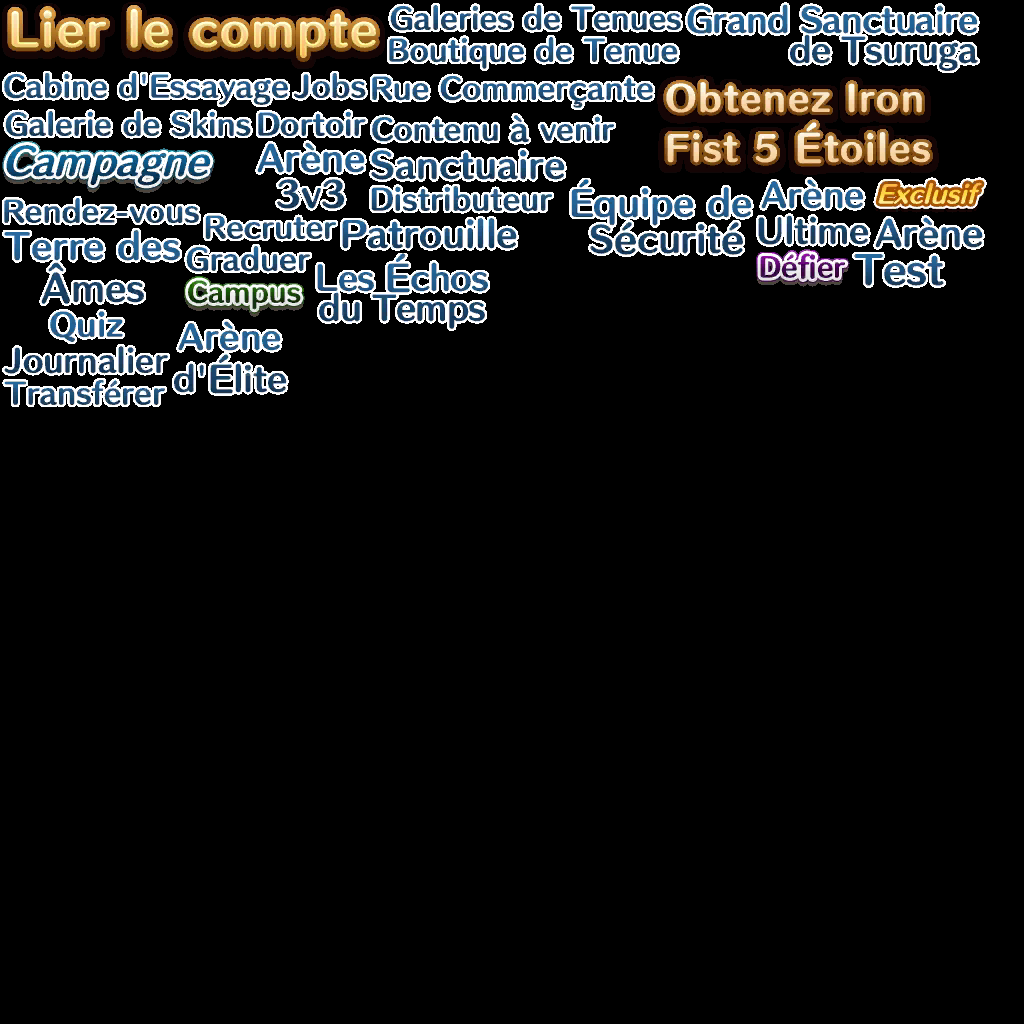 Lier le compte
Galeries de Tenues
Boutique de Tenue
Grand Sanctuaire
de Tsuruga
Cabine d'Essayage
Jobs
Rue Commerçante
Obtenez Iron
Fist 5 Étoiles
Galerie de Skins
Dortoir
Contenu à venir
Campagne
Arène
3v3
Sanctuaire
Distributeur
Équipe de
Sécurité
Arène
Ultime
Exclusif
Arène
Rendez-vous
Recruter
Patrouille
Défier
Test
Terre des
Âmes
Graduer
Campus
Les Échos
du Temps
Quiz
Journalier
Arène
d'Élite
Transférer